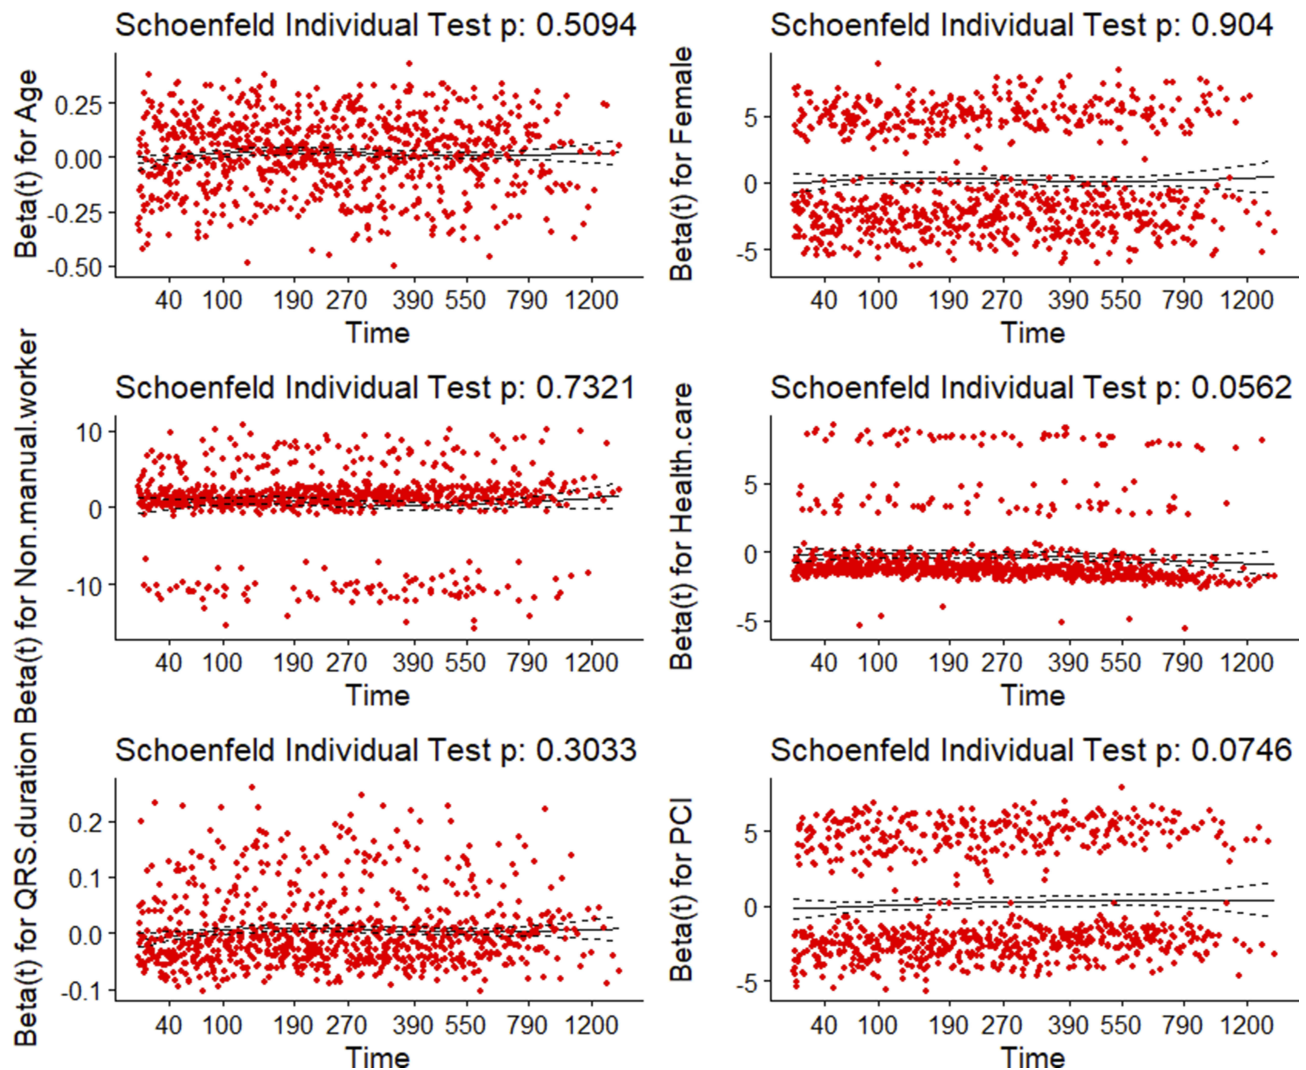 Schoenfeld Individual Test p: 0.5094
Beta(t) for Age
0.25
0.00
-0.25
-0.50
40 100 190 270 390 550 790 1200
Time
Schoenfeld Individual Test p: 0.904
Beta(t) for Female
5
0
-5
40 100 190 270 390 550 790 1200
Time
Schoenfeld Individual Test p: 0.7321
Beta(t) for Non.manual.worker
10
0
-10
40 100 190 270 390 550 790 1200
Time
Schoenfeld Individual Test p: 0.0562
Beta(t) for Health.care
5
0
-5
40 100 190 270 390 550 790 1200
Time
Schoenfeld Individual Test p: 0.3033
Beta(t) for QRS.duration
0.2
0.1
0.0
-0.1
40 100 190 270 390 550 790 1200
Time
Schoenfeld Individual Test p: 0.0746
Beta(t) for PCI
5
0
-5
40 100 190 270 390 550 790 1200
Time